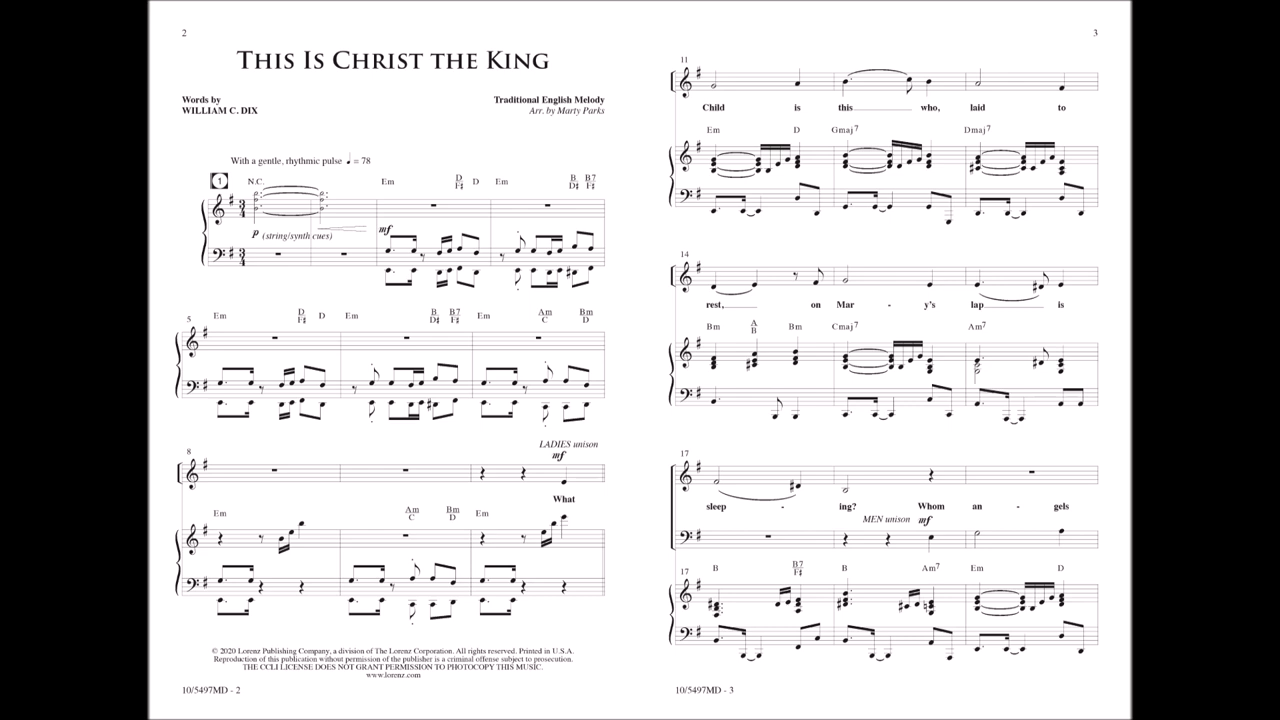 2
THIS IS CHRIST THE KING
Words by
WILLIAM C. DIX
Traditional English Melody
Arr. by Marty Parks
With a gentle, rhythmic pulse ♩ = 78
1
N.C. Em D/F♯ D Em B/D♯ B7/F♯
p (string/synth cues) mf
5
Em D/F♯ D Em B/D♯ B7/F♯ Em Am/C Bm/D
LADIES unison
8
mf
What
Am/C Bm/D Em
© 2020 Lorenz Publishing Company, a division of The Lorenz Corporation. All rights reserved. Printed in U.S.A.
Reproduction of this publication without permission of the publisher is a criminal offense subject to prosecution.
THE CCLI LICENSE DOES NOT GRANT PERMISSION TO PHOTOCOPY THIS MUSIC.
www.lorenz.com
10/5497MD - 2
3
11
Child is this who, laid to
Em D Gmaj7 Dmaj7
14
rest, on Mar - y's lap is
Bm A/B Bm Cmaj7 Am7
17
sleep - ing? Whom an - gels
MEN unison mf
17
B B7/F♯ B Am7 Em D
10/5497MD - 3